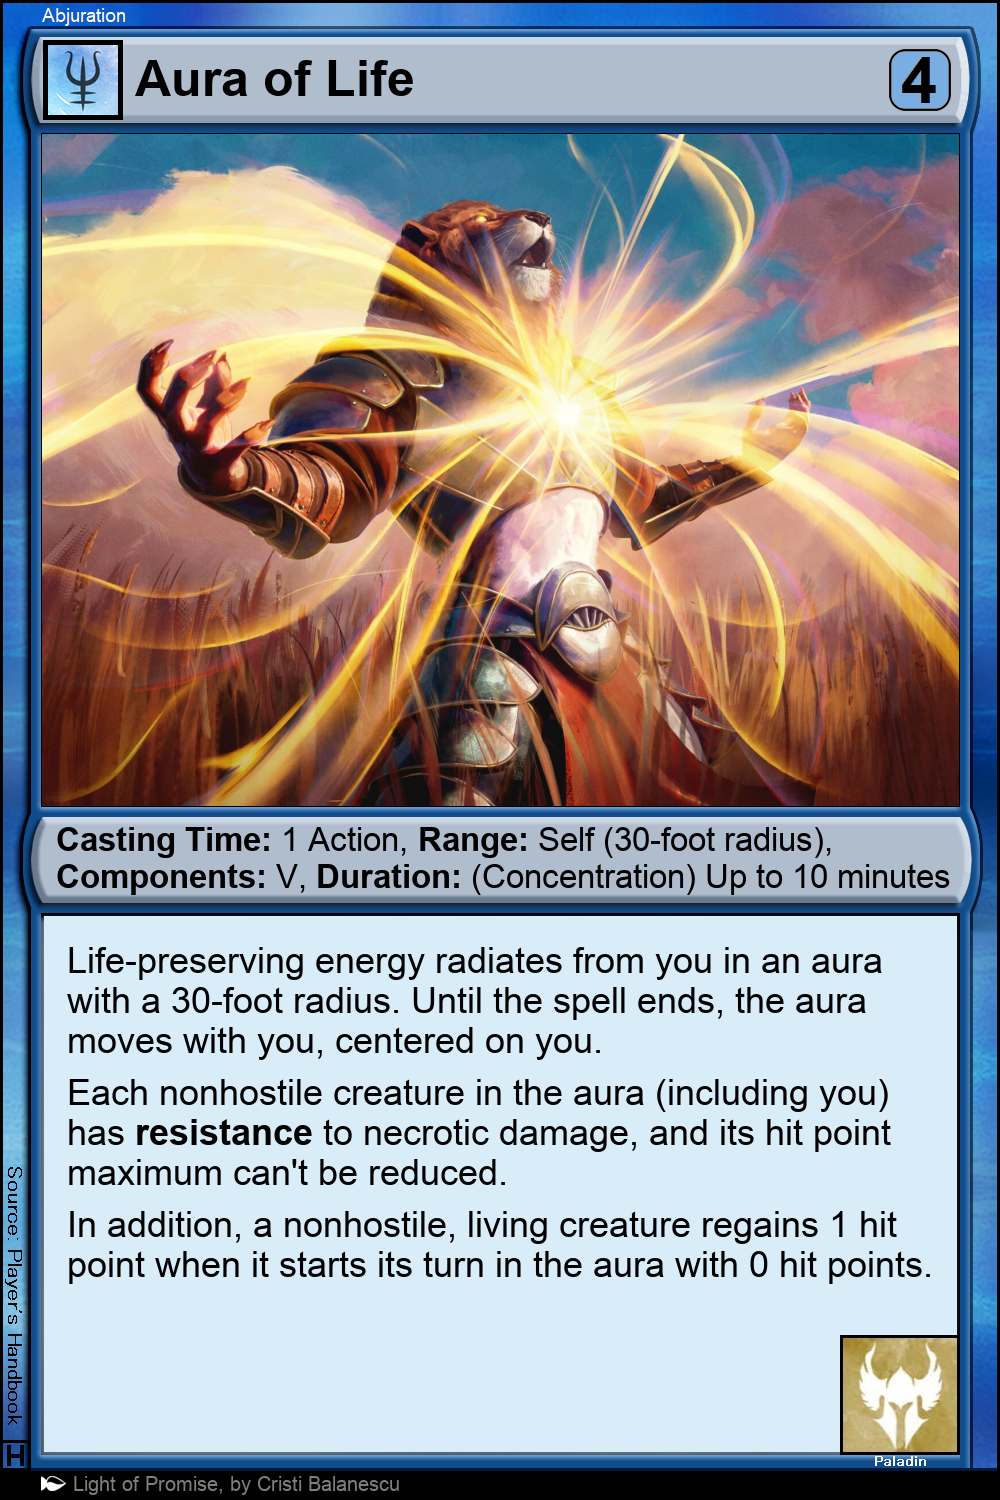 Abjuration
Aura of Life
4
Casting Time: 1 Action, Range: Self (30-foot radius),
Components: V, Duration: (Concentration) Up to 10 minutes
Life-preserving energy radiates from you in an aura
with a 30-foot radius. Until the spell ends, the aura
moves with you, centered on you.
Each nonhostile creature in the aura (including you)
has resistance to necrotic damage, and its hit point
maximum can't be reduced.
In addition, a nonhostile, living creature regains 1 hit
point when it starts its turn in the aura with 0 hit points.
Source: Player's Handbook
H
Paladin
Light of Promise, by Cristi Balanescu